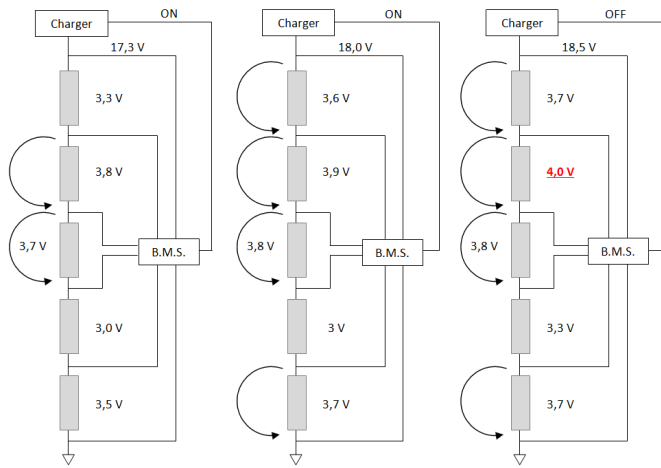 Charger
ON
17,3 V
3,3 V
3,8 V
3,7 V
B.M.S.
3,0 V
3,5 V
Charger
ON
18,0 V
3,6 V
3,9 V
3,8 V
B.M.S.
3 V
3,7 V
Charger
OFF
18,5 V
3,7 V
4,0 V
3,8 V
B.M.S.
3,3 V
3,7 V